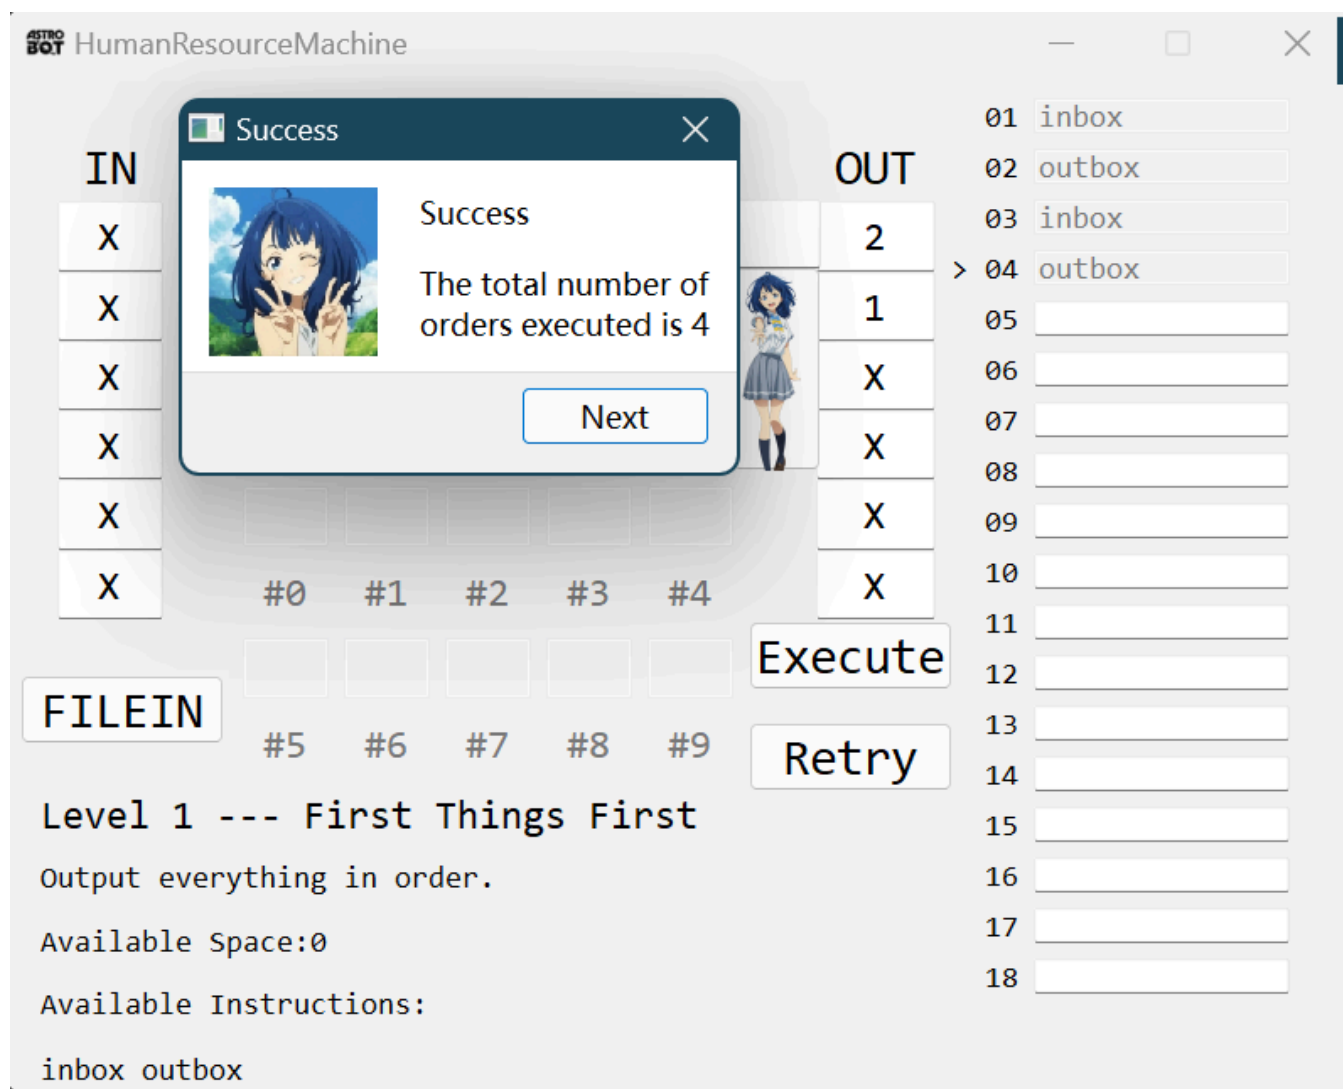 ASTRO BOT HumanResourceMachine
Success
Success
The total number of
orders executed is 4
Next
IN
X
X
X
X
X
X
OUT
2
1
X
X
X
X
#0 #1 #2 #3 #4
#5 #6 #7 #8 #9
FILEIN
Execute
Retry
Level 1 --- First Things First
Output everything in order.
Available Space:0
Available Instructions:
inbox outbox
01 inbox
02 outbox
03 inbox
> 04 outbox
05
06
07
08
09
10
11
12
13
14
15
16
17
18